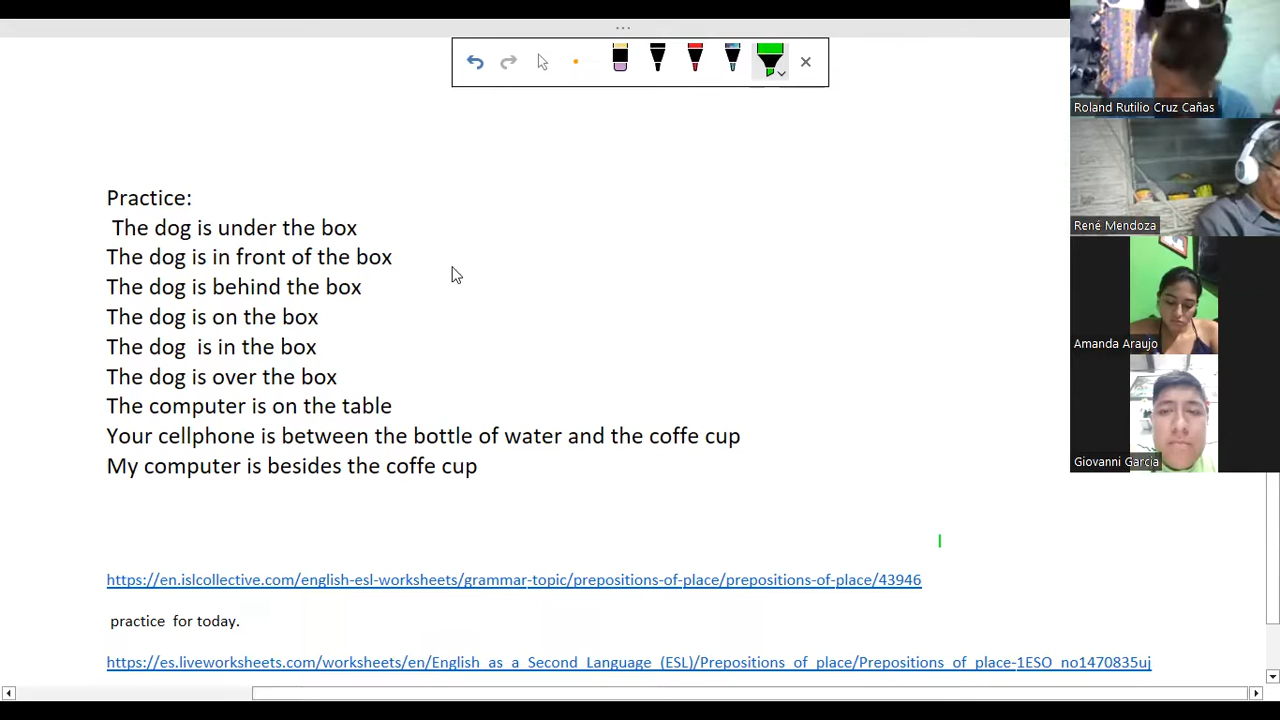 Roland Rutilio Cruz Cañas
Practice:
The dog is under the box
René Mendoza
The dog is in front of the box
The dog is behind the box
The dog is on the box
Amanda Araujo
The dog  is in the box
The dog is over the box
The computer is on the table
Your cellphone is between the bottle of water and the coffe cup
My computer is besides the coffe cup
Giovanni Garcia
https://en.islcollective.com/english-esl-worksheets/grammar-topic/prepositions-of-place/prepositions-of-place/43946
practice  for today.
https://es.liveworksheets.com/worksheets/en/English_as_a_Second_Language_(ESL)/Prepositions_of_place/Prepositions_of_place-1ESO_no1470835uj